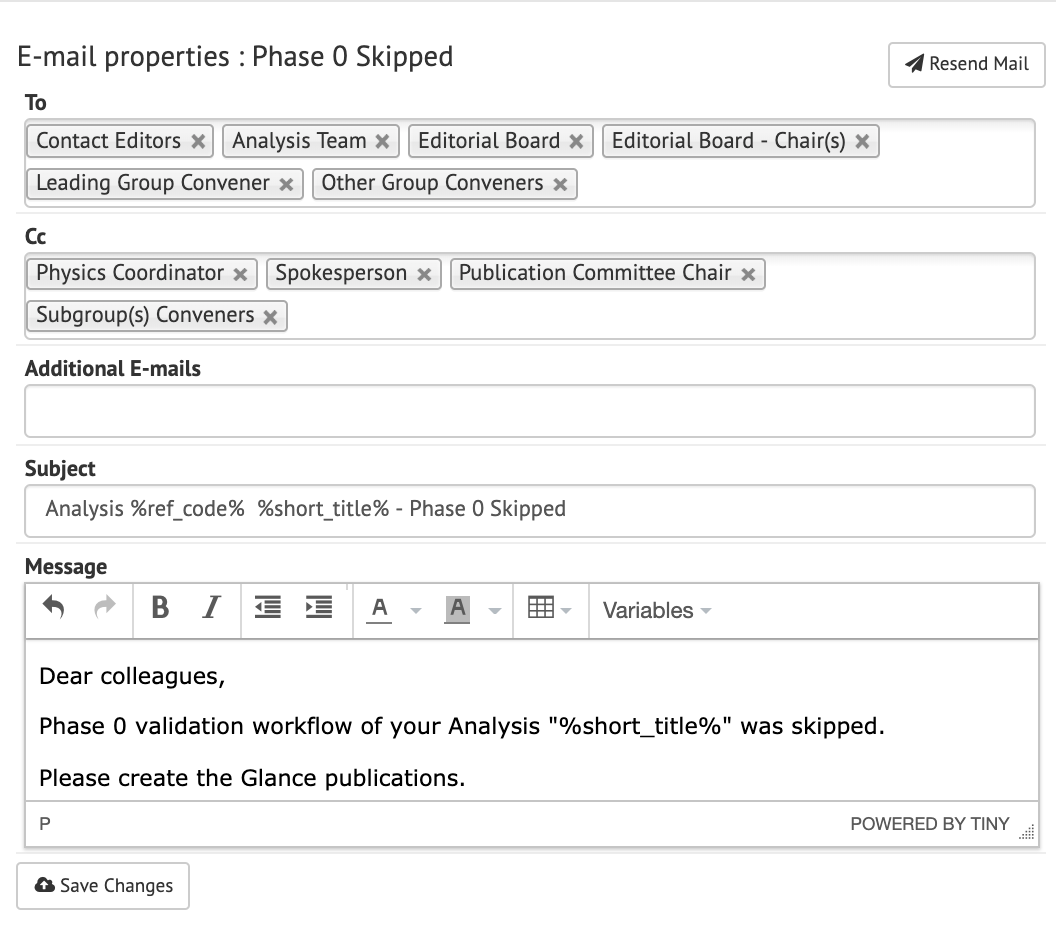 E-mail properties : Phase 0 Skipped
Resend Mail
To
Contact Editors × Analysis Team × Editorial Board × Editorial Board - Chair(s) ×
Leading Group Convener × Other Group Conveners ×
Cc
Physics Coordinator × Spokesperson × Publication Committee Chair ×
Subgroup(s) Conveners ×
Additional E-mails
Subject
Analysis %ref_code%  %short_title% - Phase 0 Skipped
Message
B I A A Variables
Dear colleagues,
Phase 0 validation workflow of your Analysis "%short_title%" was skipped.
Please create the Glance publications.
P POWERED BY TINY
Save Changes